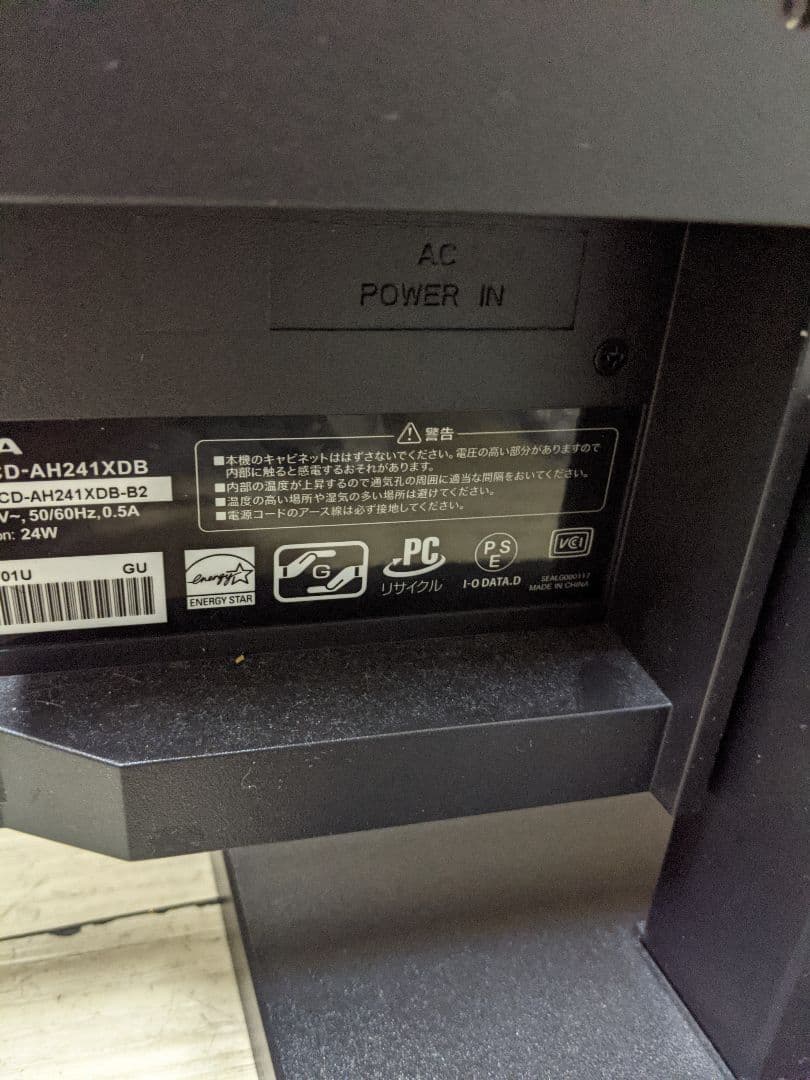 AC
POWER IN
A
CD-AH241XDB
CD-AH241XDB-B2
V~, 50/60Hz, 0.5A
on: 24W
01U GU
警告
■本機のキャビネットははずさないでください。電圧の高い部分がありますので
内部に触ると感電するおそれがあります。
■内部の温度が上昇するので通気孔の周囲に適当な間隔をおいてください。
■温度の高い場所や湿気の多い場所は避けてください。
■電源コードのアース線は必ず接地してください。
energy
ENERGY STAR
G
PC
リサイクル
PS
E
I-O DATA.D
VCCI
SEALG000117
MADE IN CHINA